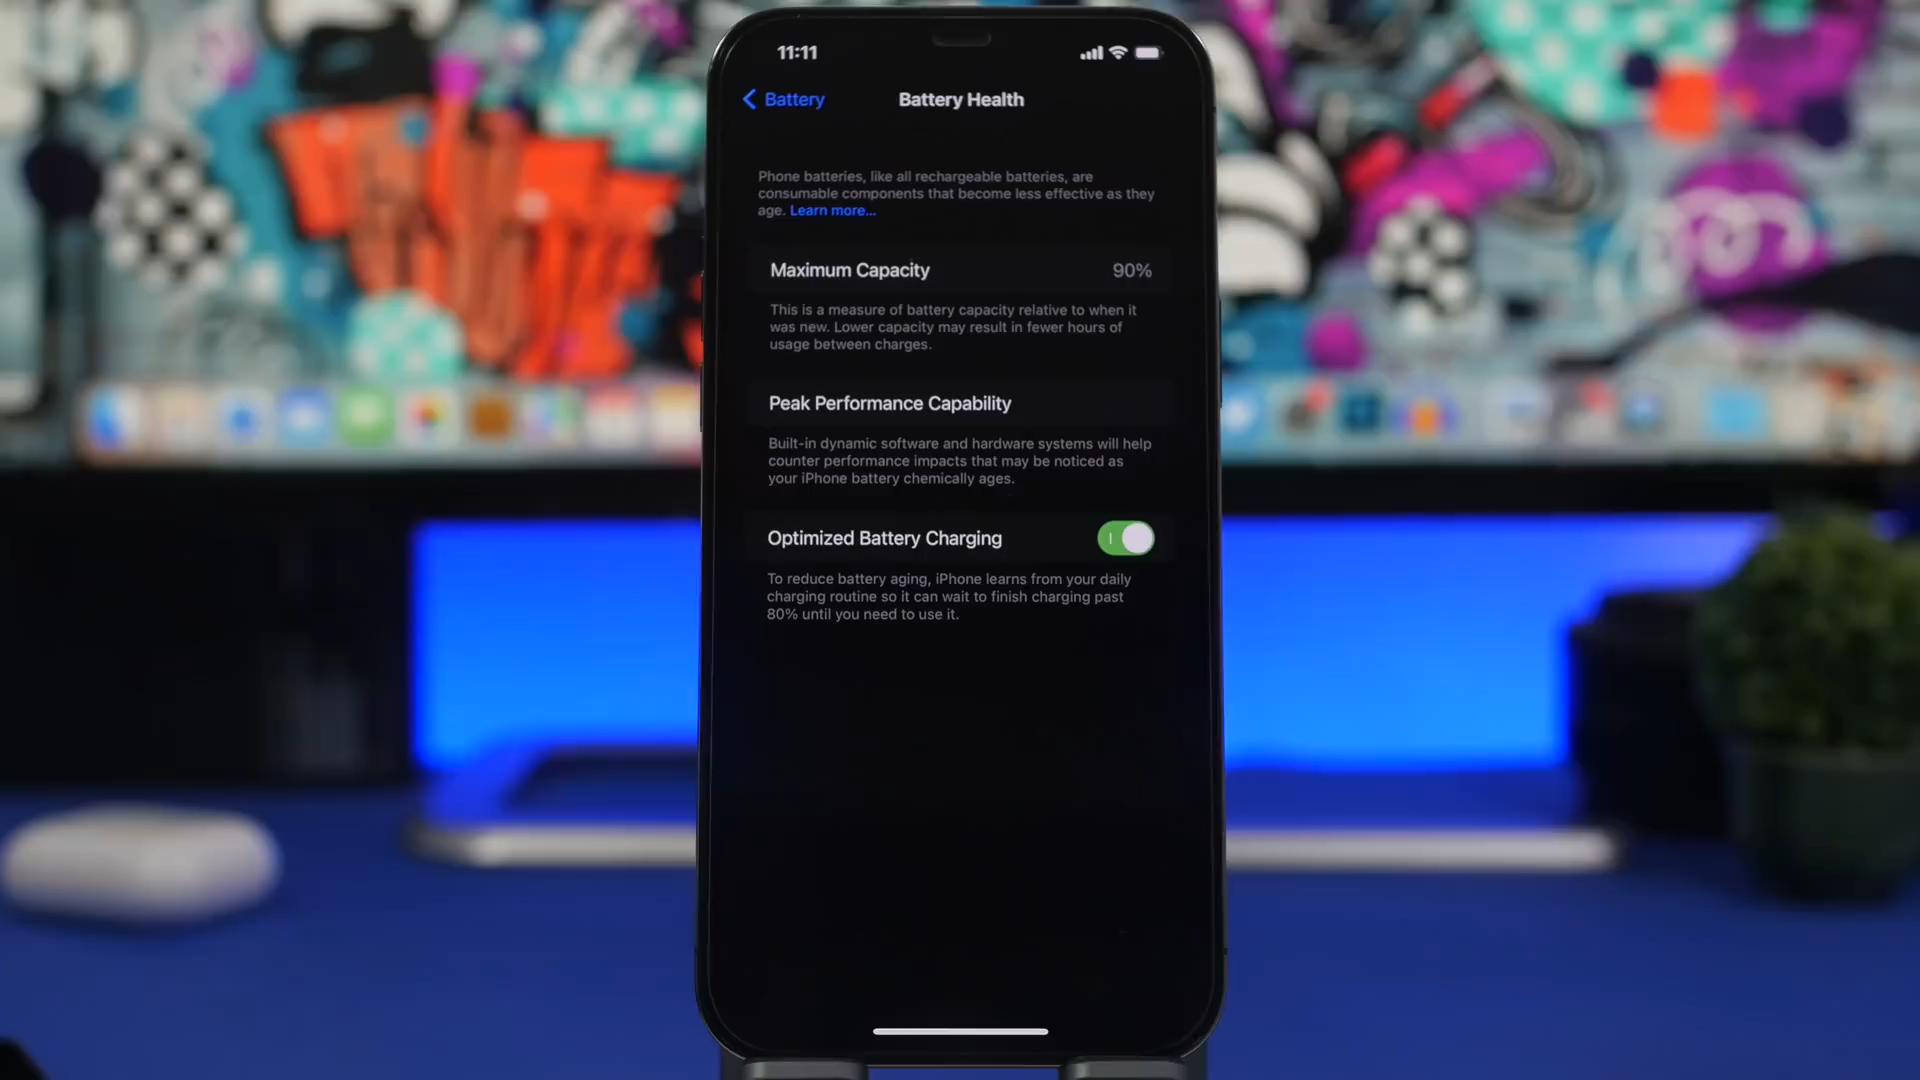 11:11
Battery
Battery Health
Phone batteries, like all rechargeable batteries, are
consumable components that become less effective as they
age. Learn more...
Maximum Capacity 90%
This is a measure of battery capacity relative to when it
was new. Lower capacity may result in fewer hours of
usage between charges.
Peak Performance Capability
Built-in dynamic software and hardware systems will help
counter performance impacts that may be noticed as
your iPhone battery chemically ages.
Optimized Battery Charging
To reduce battery aging, iPhone learns from your daily
charging routine so it can wait to finish charging past
80% until you need to use it.